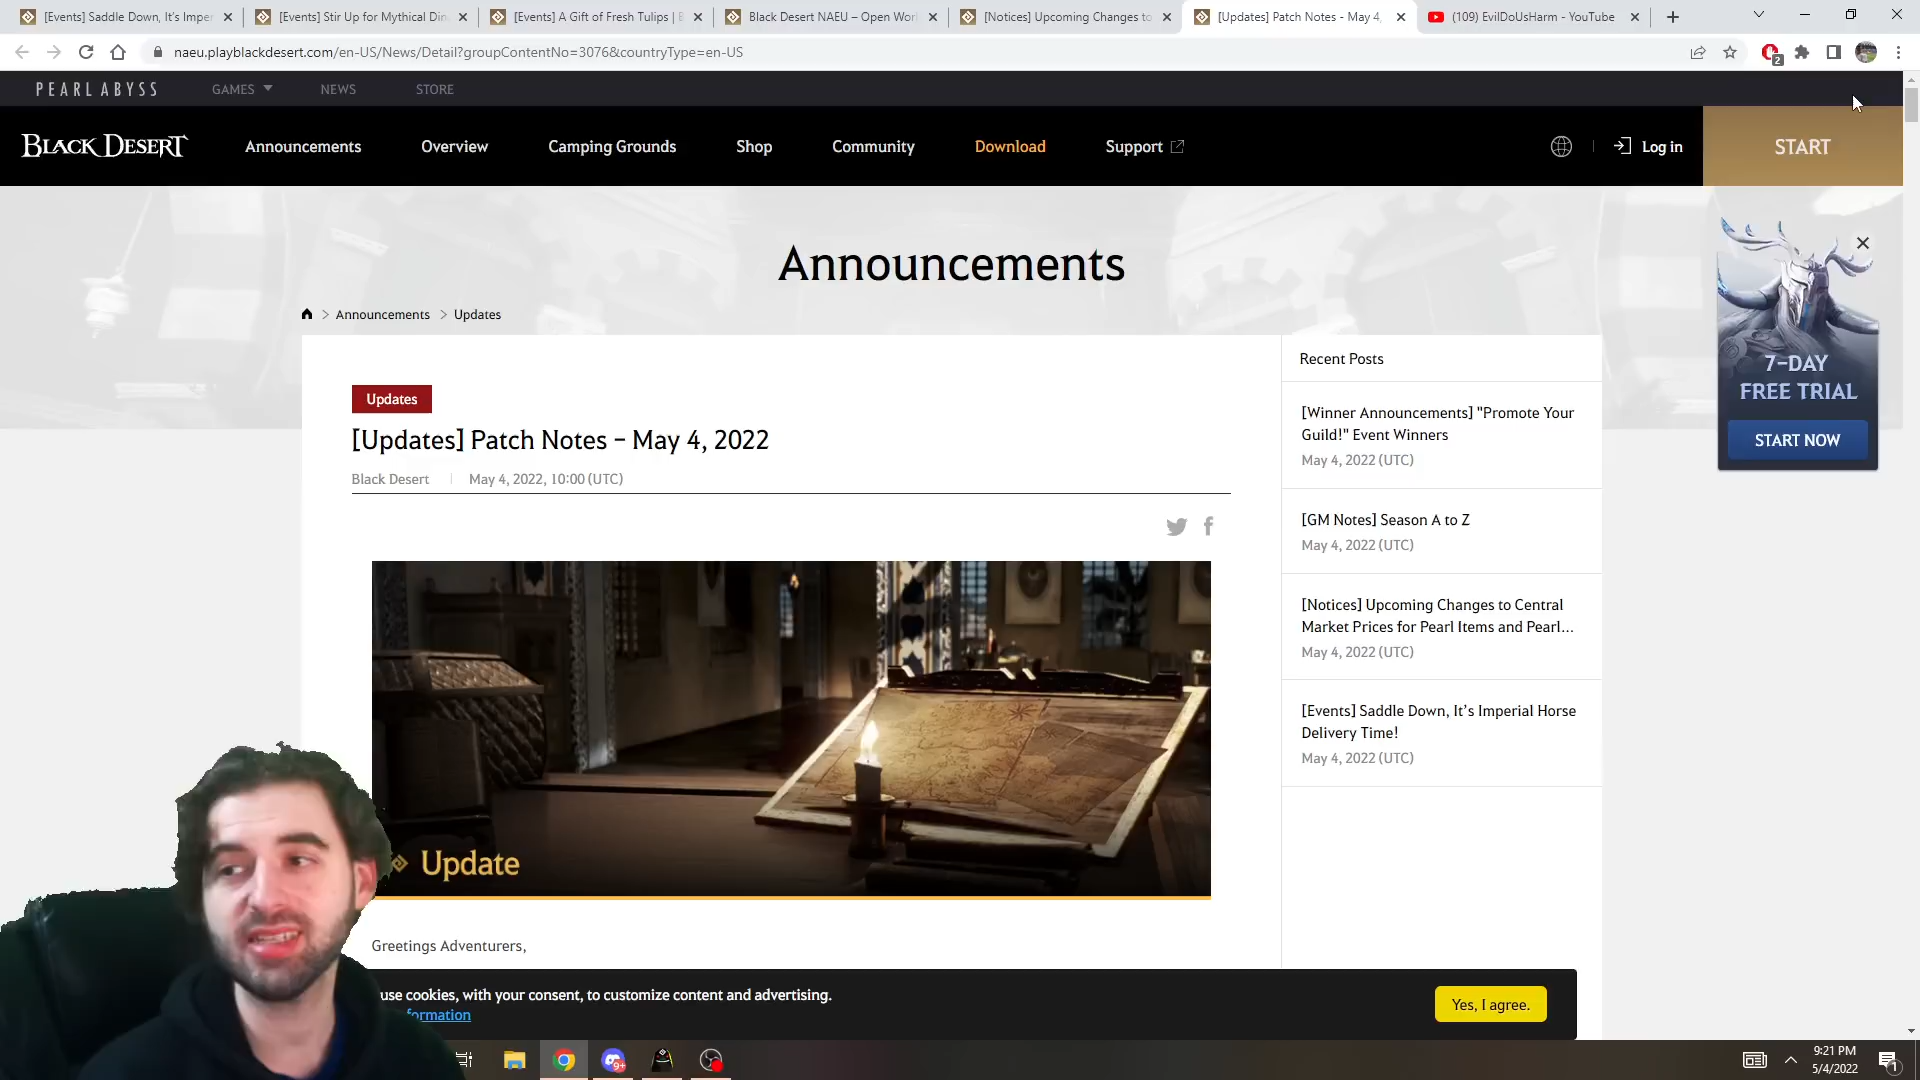 [Events] Saddle Down, It's Imper
[Events] Stir Up for Mythical Din
[Events] A Gift of Fresh Tulips | B
Black Desert NAEU – Open Wor
[Notices] Upcoming Changes to
[Updates] Patch Notes - May 4,
(109) EvilDoUsHarm - YouTube
naeu.playblackdesert.com/en-US/News/Detail?groupContentNo=3076&countryType=en-US
2
PEARL ABYSS
GAMES
NEWS
STORE
BLACK DESERT
Announcements
Overview
Camping Grounds
Shop
Community
Download
Support
Log in
START
Announcements
Announcements > Updates
Updates
[Updates] Patch Notes – May 4, 2022
Black Desert
May 4, 2022, 10:00 (UTC)
Update
Greetings Adventurers,
Recent Posts
[Winner Announcements] "Promote Your
Guild!" Event Winners
May 4, 2022 (UTC)
[GM Notes] Season A to Z
May 4, 2022 (UTC)
[Notices] Upcoming Changes to Central
Market Prices for Pearl Items and Pearl...
May 4, 2022 (UTC)
[Events] Saddle Down, It's Imperial Horse
Delivery Time!
May 4, 2022 (UTC)
7-DAY
FREE TRIAL
START NOW
use cookies, with your consent, to customize content and advertising.
formation
Yes, I agree.
9+
9:21 PM
5/4/2022
1